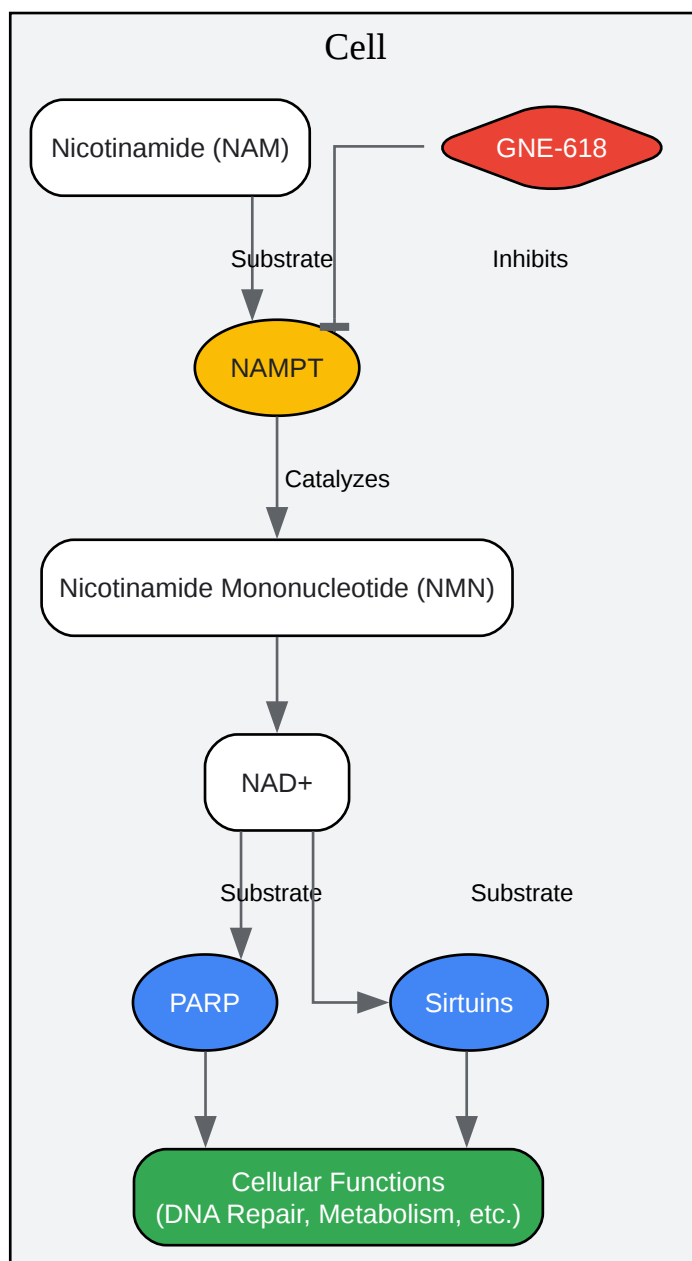 Cell
Nicotinamide (NAM)
GNE-618
Substrate
Inhibits
NAMPT
Catalyzes
Nicotinamide Mononucleotide (NMN)
NAD+
Substrate
Substrate
PARP
Sirtuins
Cellular Functions
(DNA Repair, Metabolism, etc.)